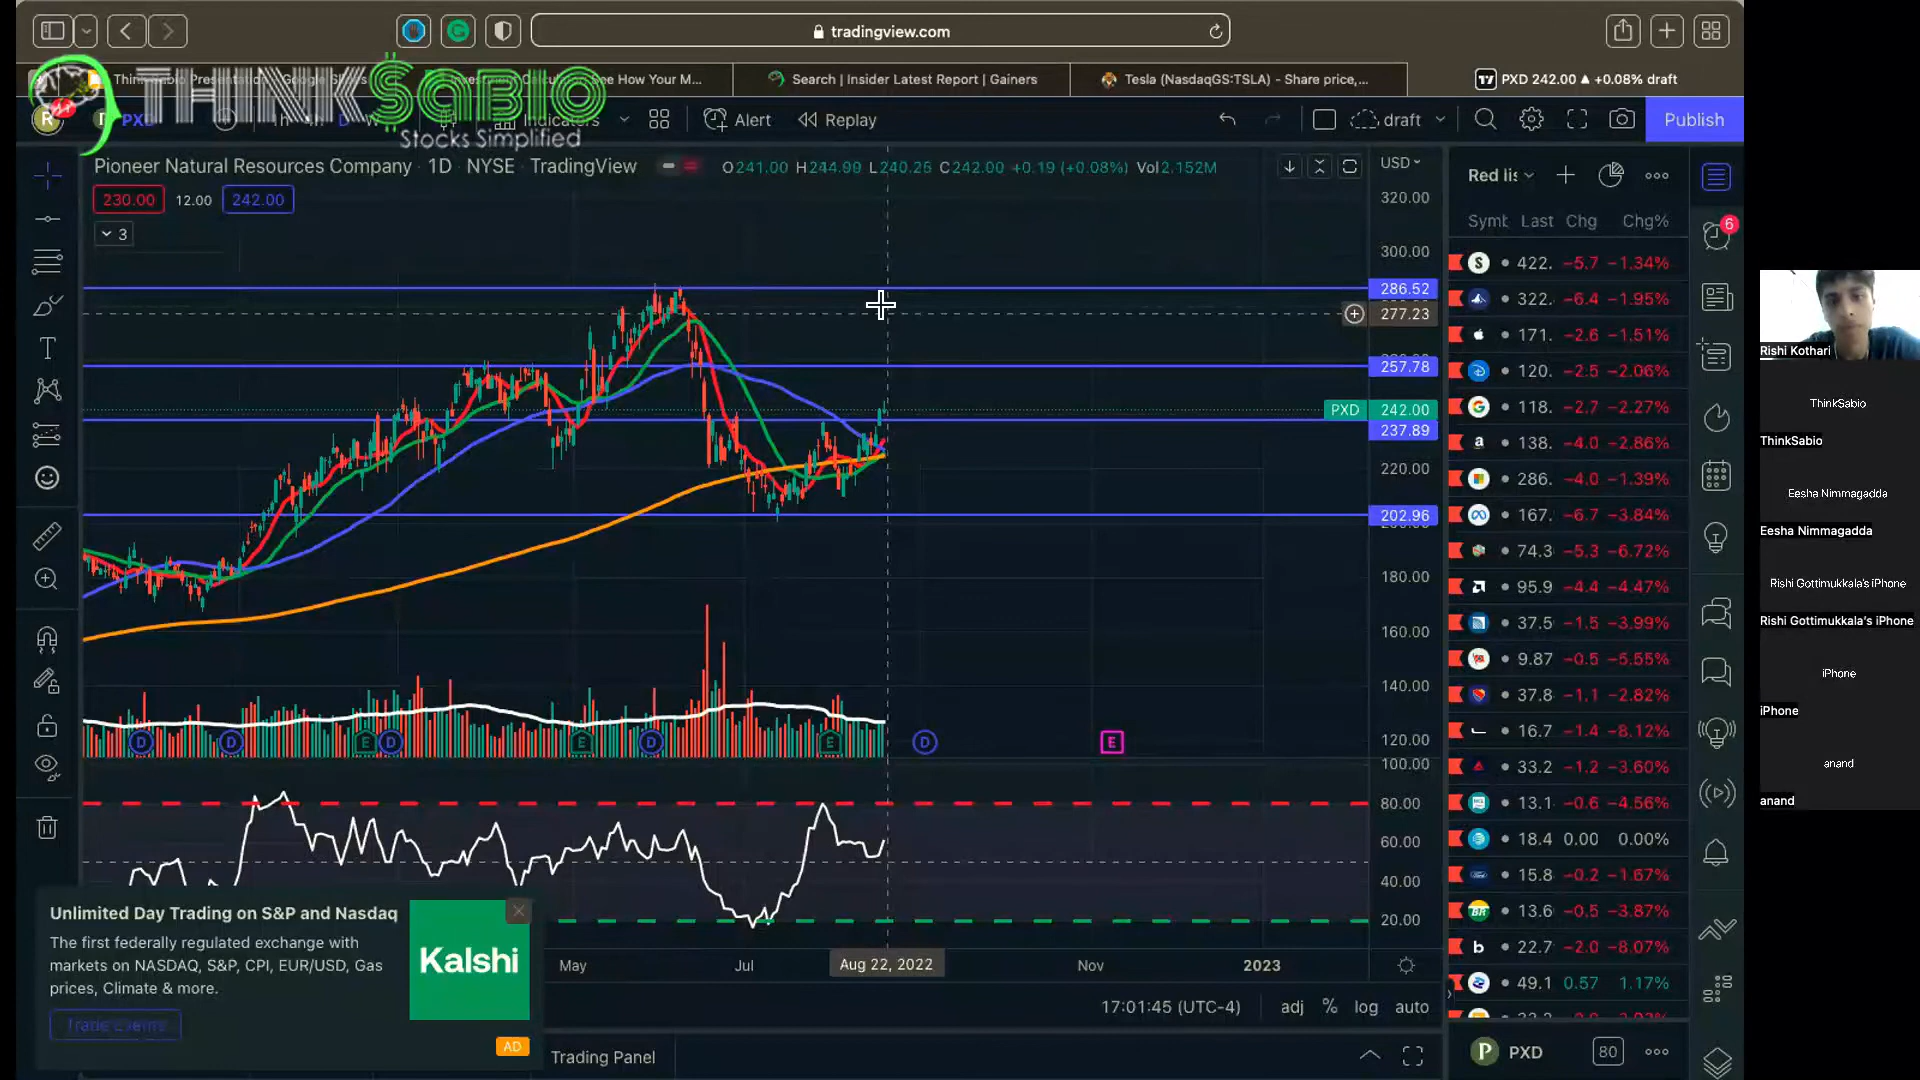 tradingview.com
Search | Insider Latest Report | Gainers
Tesla (NasdaqGS:TSLA) - Share price,...
PXD 242.00 ▲ +0.08% draft
THINK$ABIO
Stocks Simplified
R
PXD
Indicators
Alert
Replay
draft
Publish
Pioneer Natural Resources Company · 1D · NYSE · TradingView
O241.00 H244.99 L240.25 C242.00 +0.19 (+0.08%) Vol2.152M
230.00 12.00 242.00
3
USD
320.00
300.00
286.52
277.23
257.78
PXD 242.00
237.89
220.00
202.96
180.00
160.00
140.00
120.00
100.00
80.00
60.00
40.00
20.00
D D E D E D E D E
May Jul Aug 22, 2022 Nov 2023
17:01:45 (UTC-4) adj % log auto
Trading Panel
Unlimited Day Trading on S&P and Nasdaq
The first federally regulated exchange with
markets on NASDAQ, S&P, CPI, EUR/USD, Gas
prices, Climate & more.
Trade Events
Kalshi
AD
Red lis
Last Chg Chg%
422. -5.7 -1.34%
322. -6.4 -1.95%
171. -2.6 -1.51%
120. -2.5 -2.06%
118. -2.7 -2.27%
138. -4.0 -2.86%
286. -4.0 -1.39%
167. -6.7 -3.84%
74.3 -5.3 -6.72%
95.9 -4.4 -4.47%
37.5 -1.5 -3.99%
9.87 -0.5 -5.55%
37.8 -1.1 -2.82%
16.7 -1.4 -8.12%
33.2 -1.2 -3.60%
13.1 -0.6 -4.56%
18.4 0.00 0.00%
15.8 -0.2 -1.67%
13.6 -0.5 -3.87%
22.7 -2.0 -8.07%
49.1 0.57 1.17%
P PXD 80
6
Rishi Kothari
ThinkSabio
ThinkSabio
Eesha Nimmagadda
Eesha Nimmagadda
Rishi Gottimukkala's iPhone
Rishi Gottimukkala's iPhone
iPhone
iPhone
anand
anand